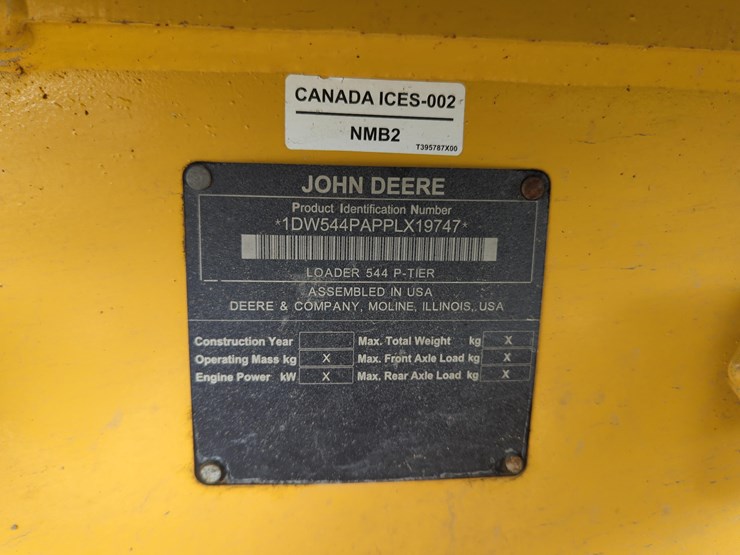 CANADA ICES-002
NMB2
T395787X00
JOHN DEERE
Product Identification Number
*1DW544PAPPLX19747*
LOADER 544 P-TIER
ASSEMBLED IN USA
DEERE & COMPANY, MOLINE, ILLINOIS, USA
Construction Year Max. Total Weight kg X
Operating Mass kg X Max. Front Axle Load kg X
Engine Power kW X Max. Rear Axle Load kg X